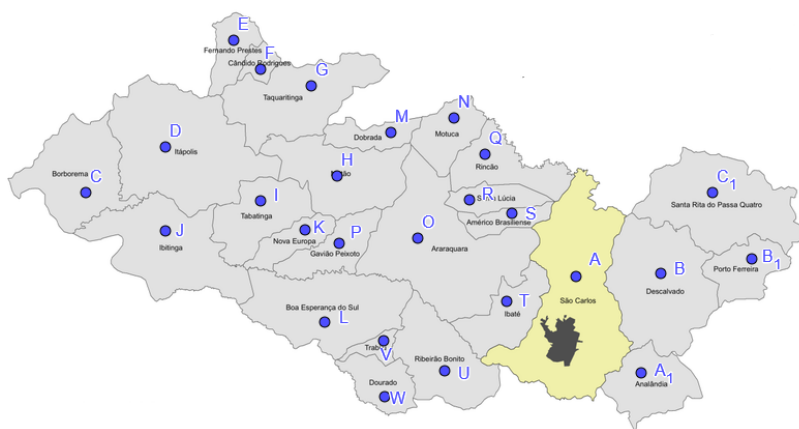 E
Fernando Prestes
F
Cândido Rodrigues
G
Taquaritinga
M
Dobrada
N
Motuca
Q
Rincão
D
Itápolis
H
Borborema
C
I
Tabatinga
R
Lúcia
S
Américo Brasiliense
C1
Santa Rita do Passa Quatro
J
Ibitinga
K
Nova Europa
P
Gavião Peixoto
O
Araraquara
A
São Carlos
B
Descalvado
B1
Porto Ferreira
T
Ibaté
Boa Esperança do Sul
L
V
Ribeirão Bonito
U
Dourado
W
A1
Analândia